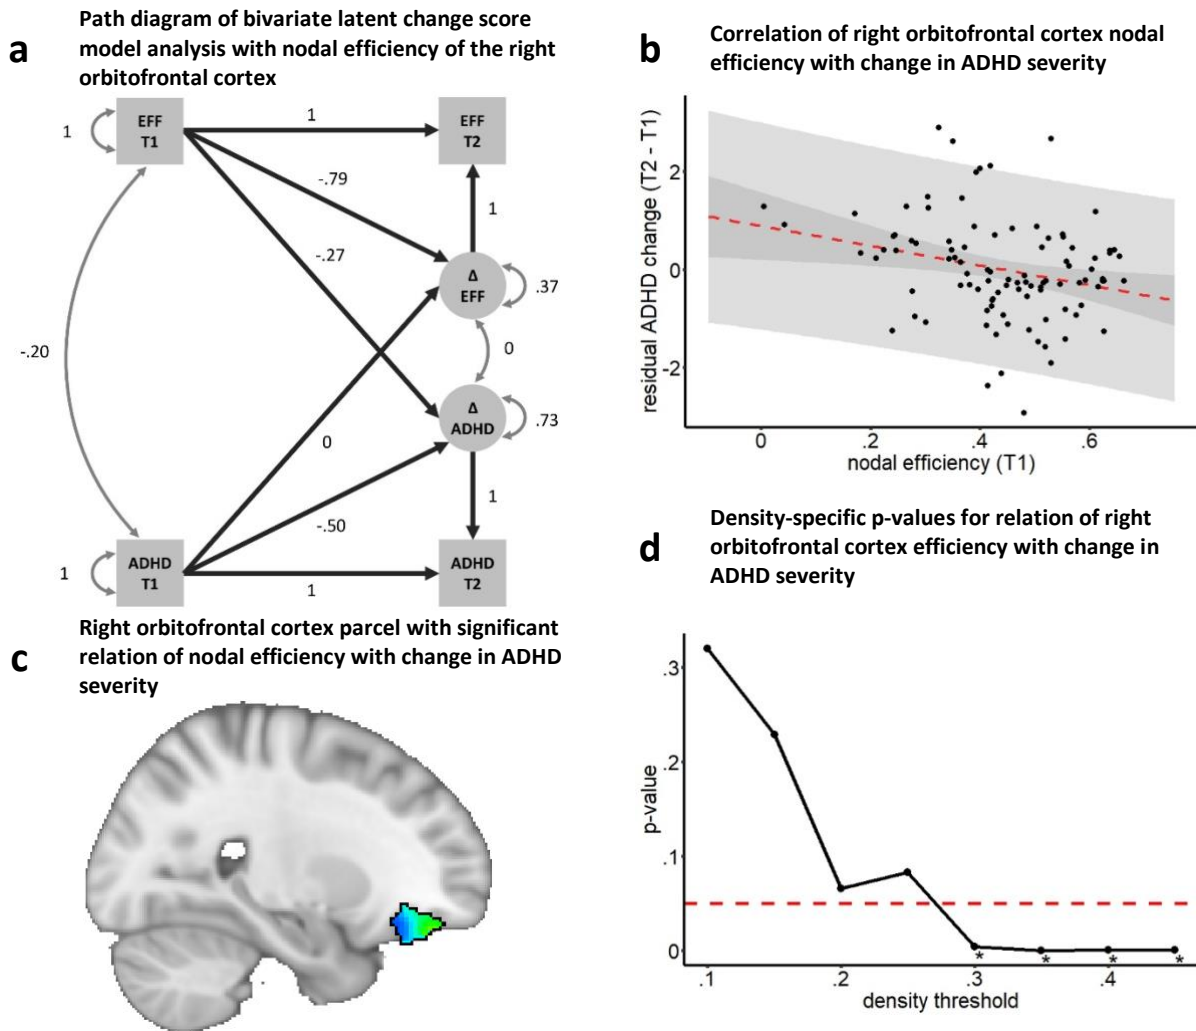 a
Path diagram of bivariate latent change score
model analysis with nodal efficiency of the right
orbitofrontal cortex
EFF
T1
EFF
T2
Δ
EFF
Δ
ADHD
ADHD
T1
ADHD
T2
1
1
-.79
-.27
1
.37
0
-.20
.73
0
-.50
1
1
1
b
Correlation of right orbitofrontal cortex nodal
efficiency with change in ADHD severity
residual ADHD change (T2 - T1)
2
0
-2
0
.2
.4
.6
nodal efficiency (T1)
c
Right orbitofrontal cortex parcel with significant
relation of nodal efficiency with change in ADHD
severity
d
Density-specific p-values for relation of right
orbitofrontal cortex efficiency with change in
ADHD severity
p-value
.3
.2
.1
0
* * * *
.1
.2
.3
.4
density threshold